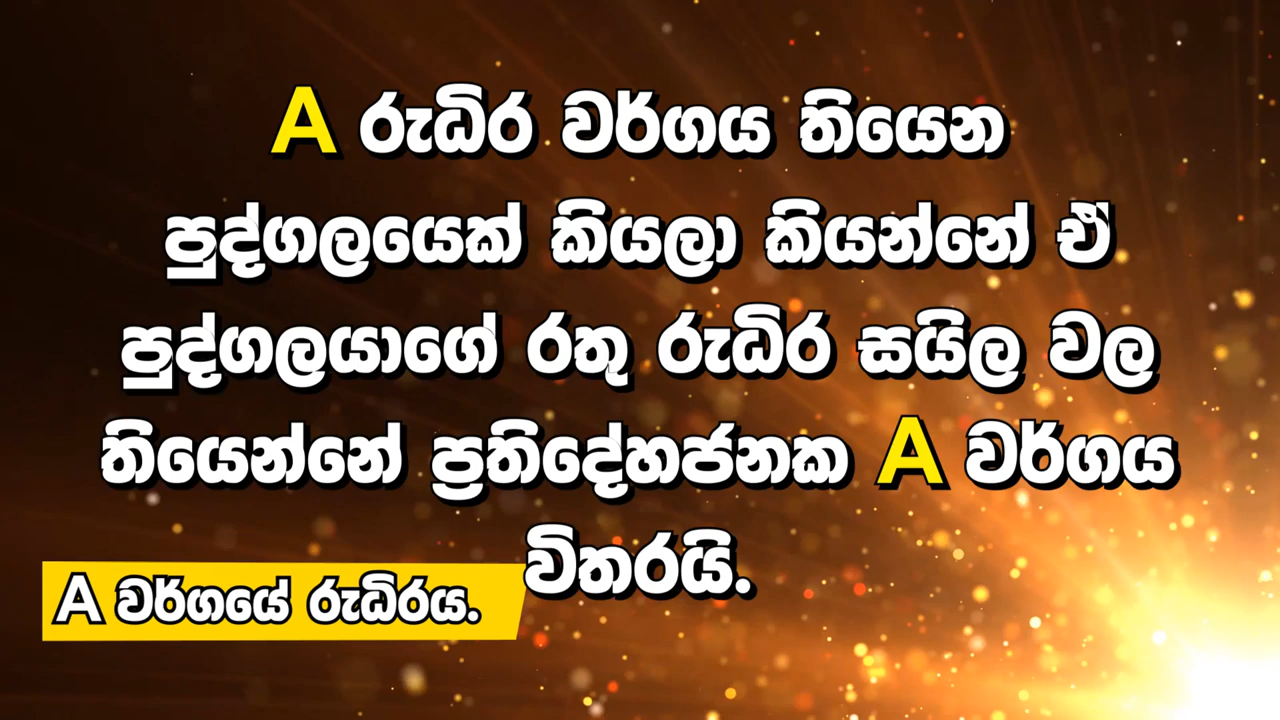 A රුධිර වර්ගය තියෙන
පුද්ගලයෙක් කියලා කියන්නේ ඒ
පුද්ගලයාගේ රතු රුධිර සයිල වල
තියෙන්නේ ප්‍රතිදේහජනක A වර්ගය
විතරයි.
A වර්ගයේ රුධිරය.